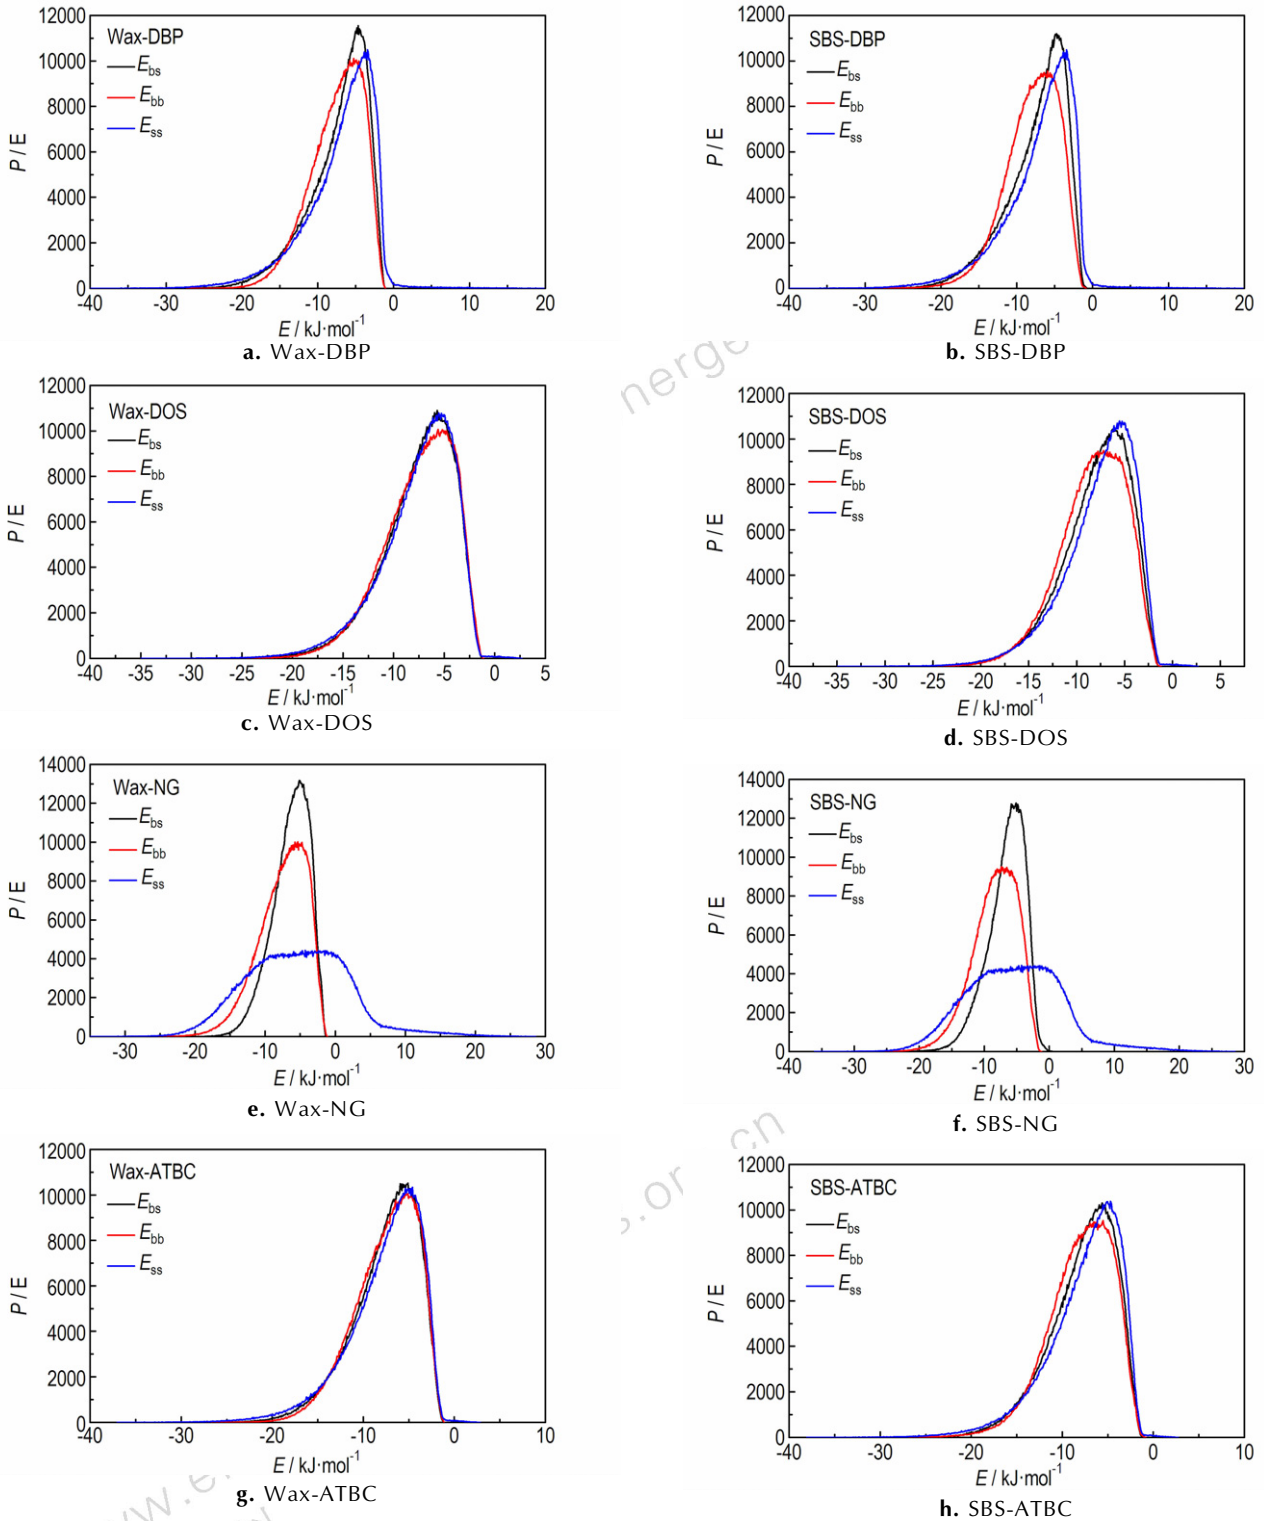 12000
10000
8000
6000
4000
2000
0
P / E
Wax-DBP
Ebs
Ebb
Ess
-40 -30 -20 -10 0 10 20
E / kJ·mol-1
a. Wax-DBP
12000
10000
8000
6000
4000
2000
0
P / E
SBS-DBP
Ebs
Ebb
Ess
-40 -30 -20 -10 0 10 20
E / kJ·mol-1
b. SBS-DBP
nerge
12000
10000
8000
6000
4000
2000
0
P / E
Wax-DOS
Ebs
Ebb
Ess
-40 -35 -30 -25 -20 -15 -10 -5 0 5
E / kJ·mol-1
c. Wax-DOS
12000
10000
8000
6000
4000
2000
0
P / E
SBS-DOS
Ebs
Ebb
Ess
-40 -35 -30 -25 -20 -15 -10 -5 0 5
E / kJ·mol-1
d. SBS-DOS
14000
12000
10000
8000
6000
4000
2000
0
P / E
Wax-NG
Ebs
Ebb
Ess
-30 -20 -10 0 10 20 30
E / kJ·mol-1
e. Wax-NG
14000
12000
10000
8000
6000
4000
2000
0
P / E
SBS-NG
Ebs
Ebb
Ess
-40 -30 -20 -10 0 10 20 30
E / kJ·mol-1
f. SBS-NG
s.or cn
12000
10000
8000
6000
4000
2000
0
P / E
Wax-ATBC
Ebs
Ebb
Ess
-40 -30 -20 -10 0 10
E / kJ·mol-1
g. Wax-ATBC
12000
10000
8000
6000
4000
2000
0
P / E
SBS-ATBC
Ebs
Ebb
Ess
-40 -30 -20 -10 0 10
E / kJ·mol-1
h. SBS-ATBC